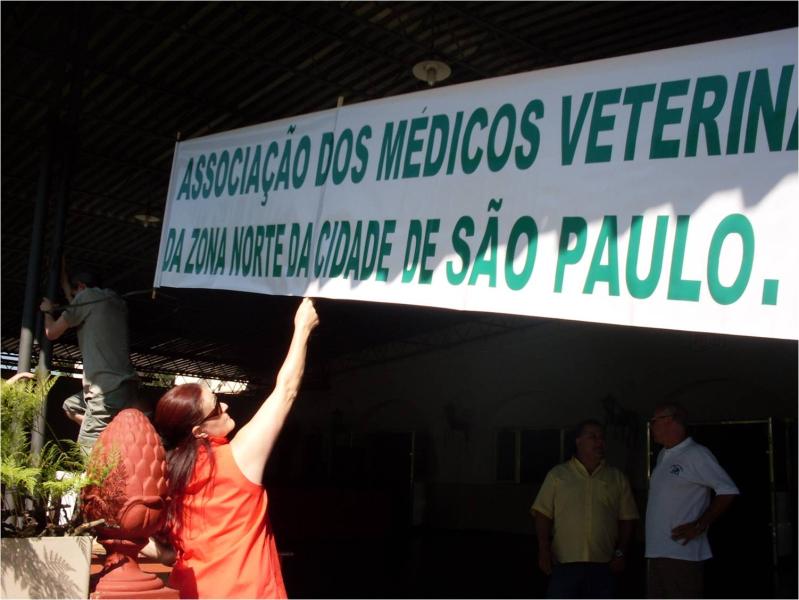 ASSOCIAÇÃO DOS MÉDICOS VETERINA
DA ZONA NORTE DA CIDADE DE SÃO PAULO.